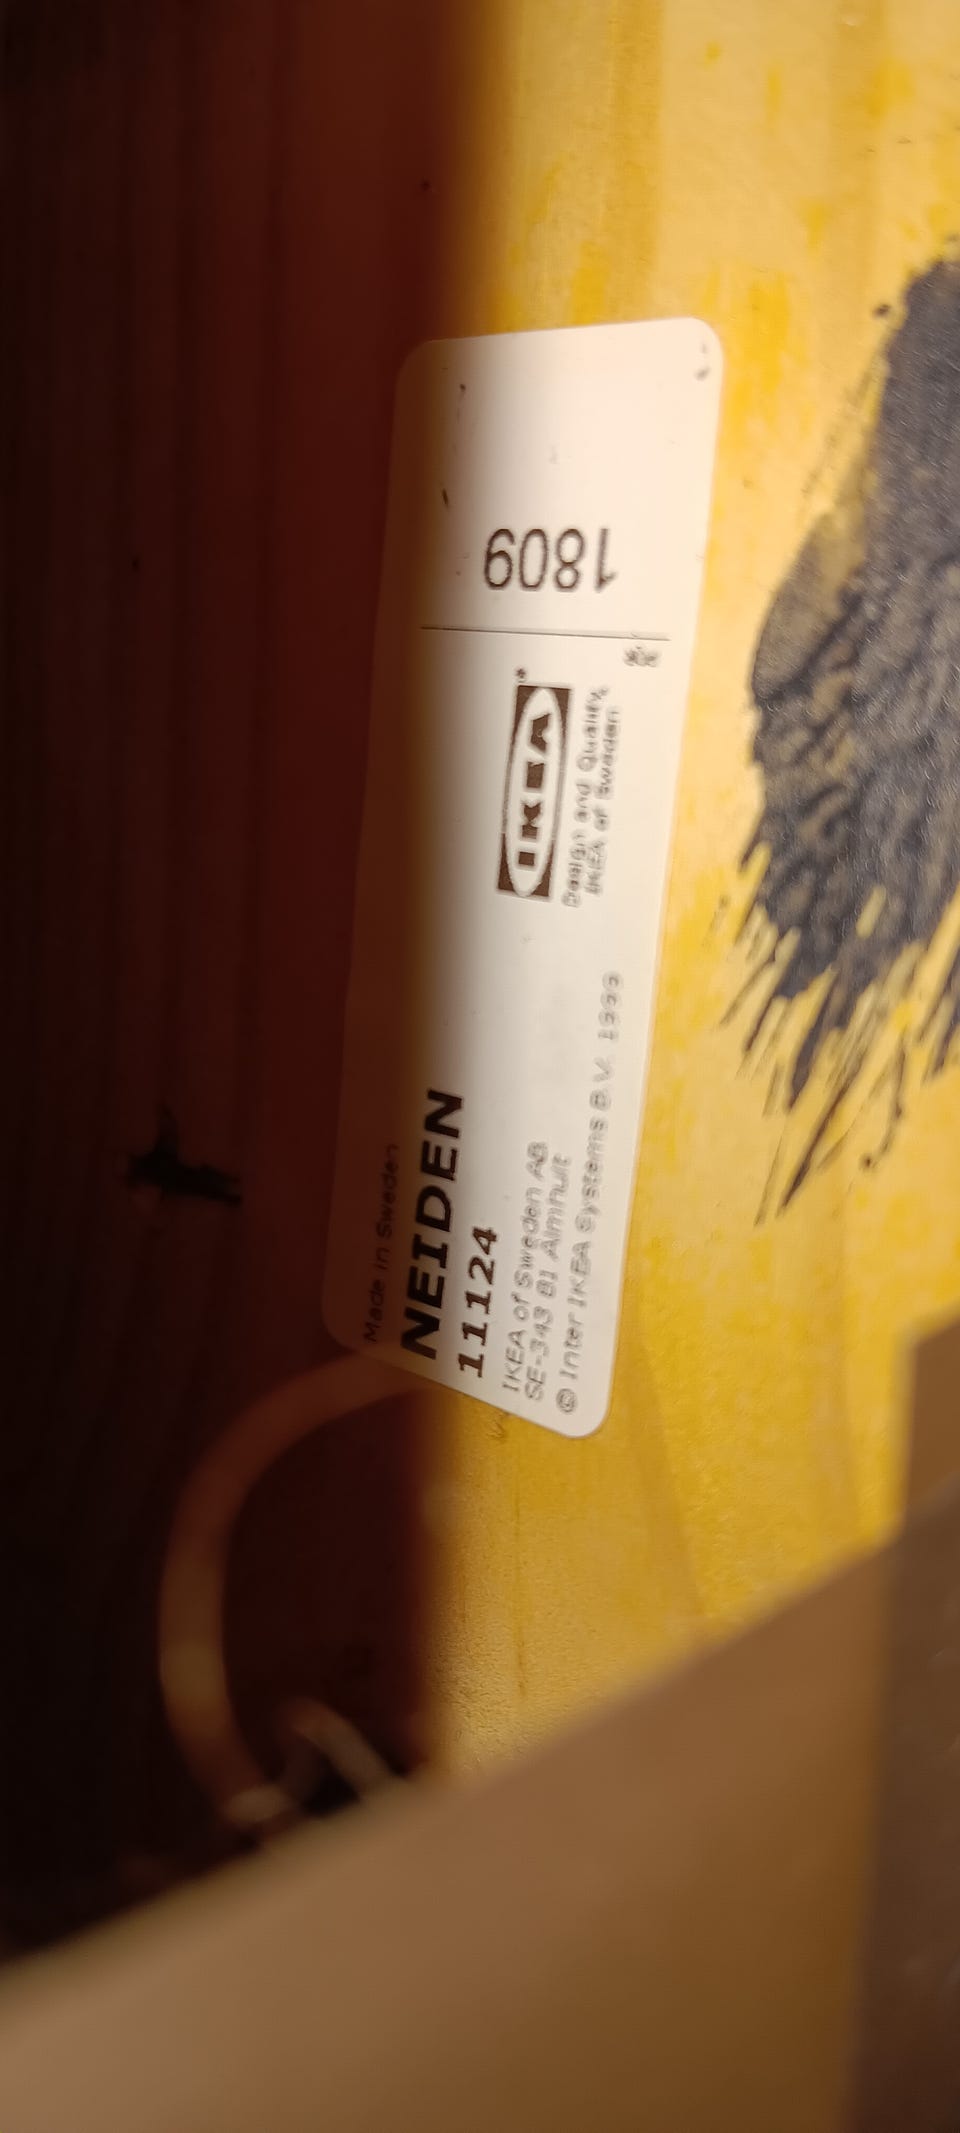 Made in Sweden
NEIDEN
11124
IKEA of Sweden AB
SE-343 81 Älmhult
© Inter IKEA Systems B.V. 1999
IKEA®
Design and Quality,
IKEA of Sweden
1809